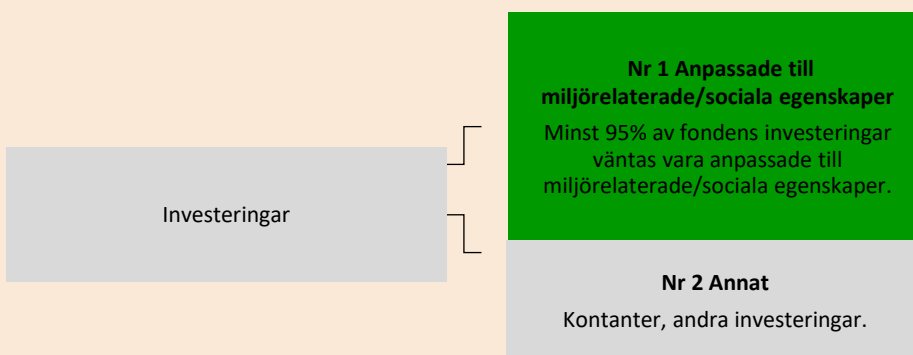 Nr 1 Anpassade till
miljörelaterade/sociala egenskaper
Minst 95% av fondens investeringar
väntas vara anpassade till
miljörelaterade/sociala egenskaper.
Investeringar
Nr 2 Annat
Kontanter, andra investeringar.